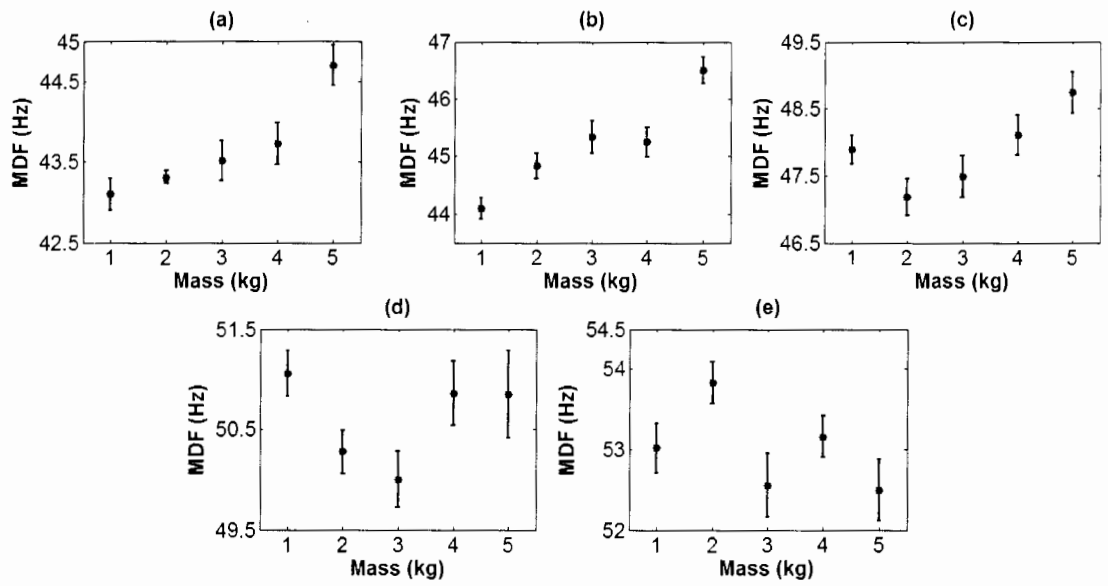 (a)
MDF (Hz)
45
44.5
43.5
42.5
1 2 3 4 5
Mass (kg)
(b)
MDF (Hz)
47
46
45
44
1 2 3 4 5
Mass (kg)
(c)
MDF (Hz)
49.5
48.5
47.5
46.5
1 2 3 4 5
Mass (kg)
(d)
MDF (Hz)
51.5
50.5
49.5
1 2 3 4 5
Mass (kg)
(e)
MDF (Hz)
54.5
54
53
52
1 2 3 4 5
Mass (kg)